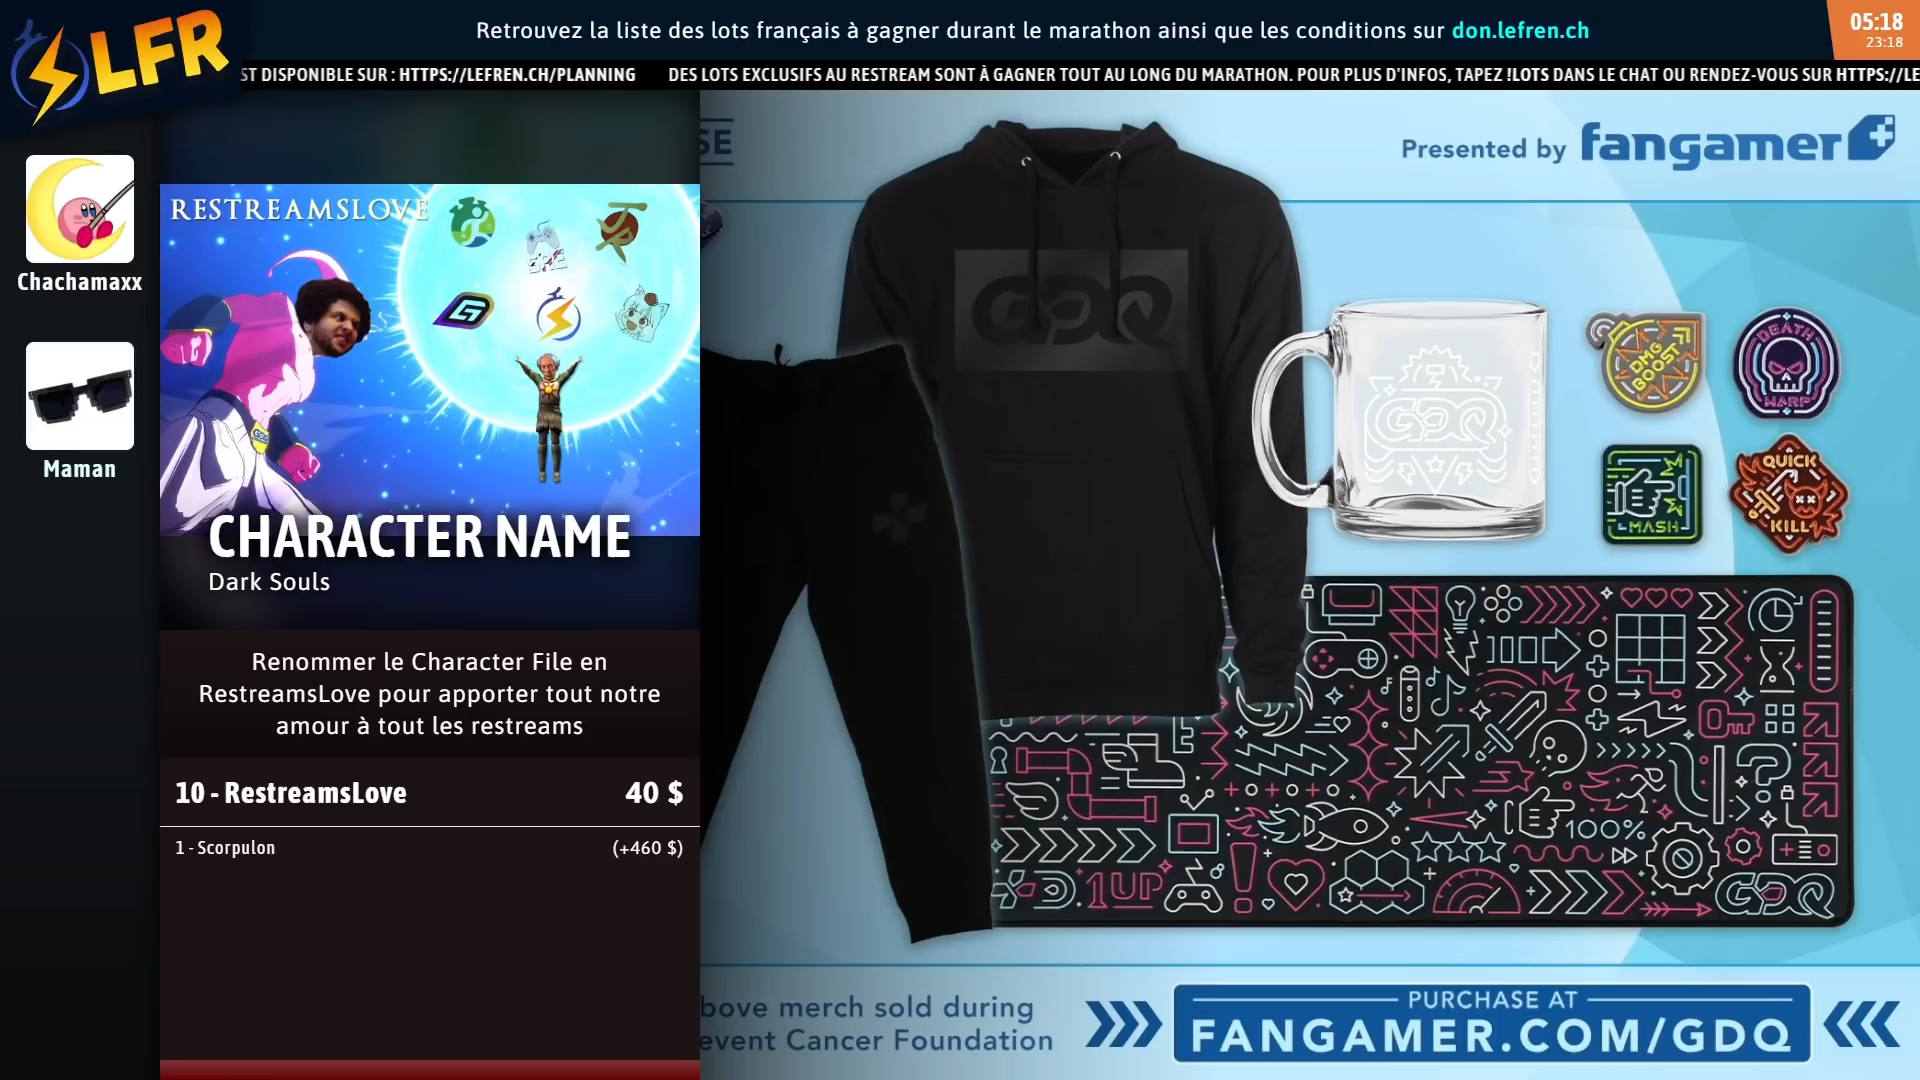 LFR
Retrouvez la liste des lots français à gagner durant le marathon ainsi que les conditions sur don.lefren.ch
05:18
23:18
ST DISPONIBLE SUR : HTTPS://LEFREN.CH/PLANNING DES LOTS EXCLUSIFS AU RESTREAM SONT À GAGNER TOUT AU LONG DU MARATHON. POUR PLUS D'INFOS, TAPEZ !LOTS DANS LE CHAT OU RENDEZ-VOUS SUR HTTPS://LE
Chachamaxx
Maman
RESTREAMSLOVE
CHARACTER NAME
Dark Souls
Renommer le Character File en
RestreamsLove pour apporter tout notre
amour à tout les restreams
10 - RestreamsLove 40 $
1 - Scorpulon (+460 $)
SE
Presented by fangamer
GDQ
GDQ
DMG
BOOST
DEATH
WARP
MASH
QUICK
KILL
100%
1UP
GDQ
bove merch sold during
event Cancer Foundation
PURCHASE AT
FANGAMER.COM/GDQ